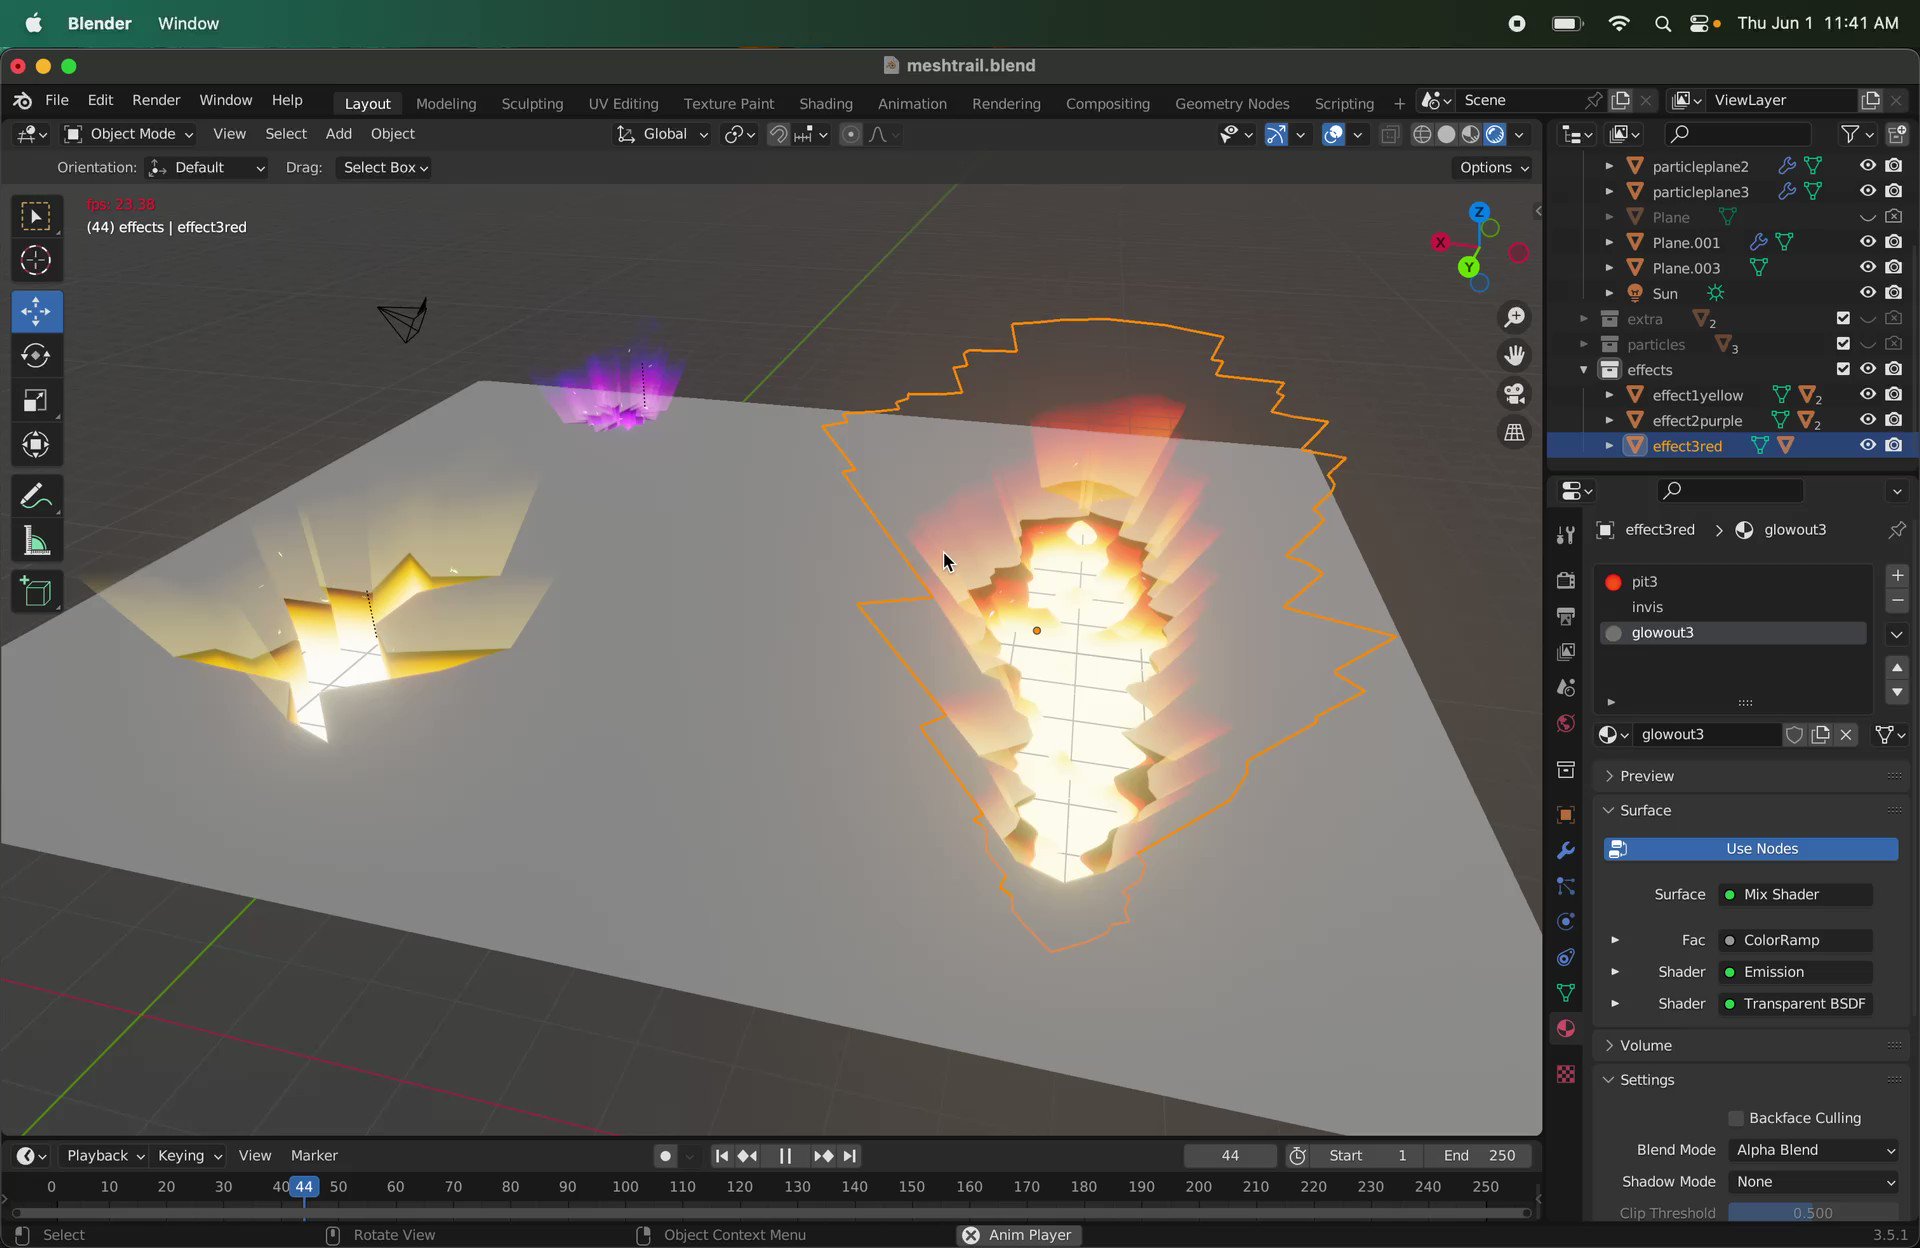 Blender Window Thu Jun 1 11:41 AM
meshtrail.blend
File Edit Render Window Help Layout Modeling Sculpting UV Editing Texture Paint Shading Animation Rendering Compositing Geometry Nodes Scripting + Scene ViewLayer
Object Mode View Select Add Object Global
Orientation: Default Drag: Select Box Options
fps: 23.38
(44) effects | effect3red
Z
X
Y
particleplane2
particleplane3
Plane
Plane.001
Plane.003
Sun
extra 2
particles 3
effects
effect1yellow 2
effect2purple 2
effect3red
effect3red > glowout3
pit3
invis
glowout3
glowout3
Preview
Surface
Use Nodes
Surface Mix Shader
Fac ColorRamp
Shader Emission
Shader Transparent BSDF
Volume
Settings
Backface Culling
Blend Mode Alpha Blend
Shadow Mode None
Clip Threshold 0.500
Playback Keying View Marker 44 Start 1 End 250
0 10 20 30 40 44 50 60 70 80 90 100 110 120 130 140 150 160 170 180 190 200 210 220 230 240 250
Select Rotate View Object Context Menu Anim Player 3.5.1